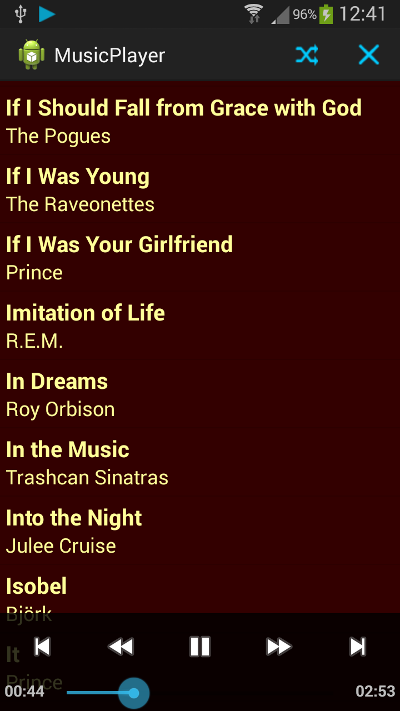 96% 12:41
MusicPlayer
If I Should Fall from Grace with God
The Pogues
If I Was Young
The Raveonettes
If I Was Your Girlfriend
Prince
Imitation of Life
R.E.M.
In Dreams
Roy Orbison
In the Music
Trashcan Sinatras
Into the Night
Julee Cruise
Isobel
Björk
It
Prince
00:44 02:53